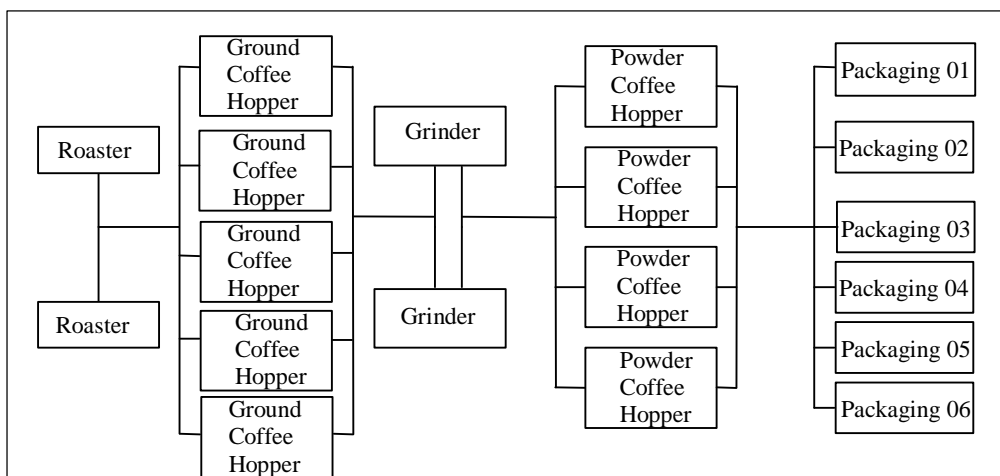 Roaster
Roaster
Ground
Coffee
Hopper
Ground
Coffee
Hopper
Ground
Coffee
Hopper
Ground
Coffee
Hopper
Ground
Coffee
Hopper
Grinder
Grinder
Powder
Coffee
Hopper
Powder
Coffee
Hopper
Powder
Coffee
Hopper
Powder
Coffee
Hopper
Packaging 01
Packaging 02
Packaging 03
Packaging 04
Packaging 05
Packaging 06